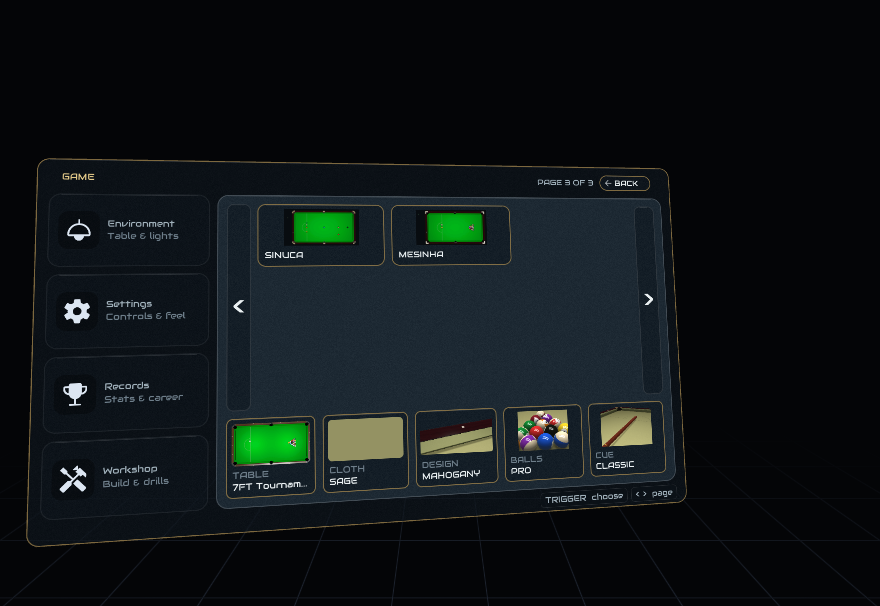 GAME
PAGE 3 OF 3
BACK
Environment
Table & lights
Settings
Controls & feel
Records
Stats & career
Workshop
Build & drills
SINUCA
MESINHA
TABLE
7FT Tournam...
CLOTH
SAGE
DESIGN
MAHOGANY
BALLS
PRO
CUE
CLASSIC
TRIGGER choose
< > page